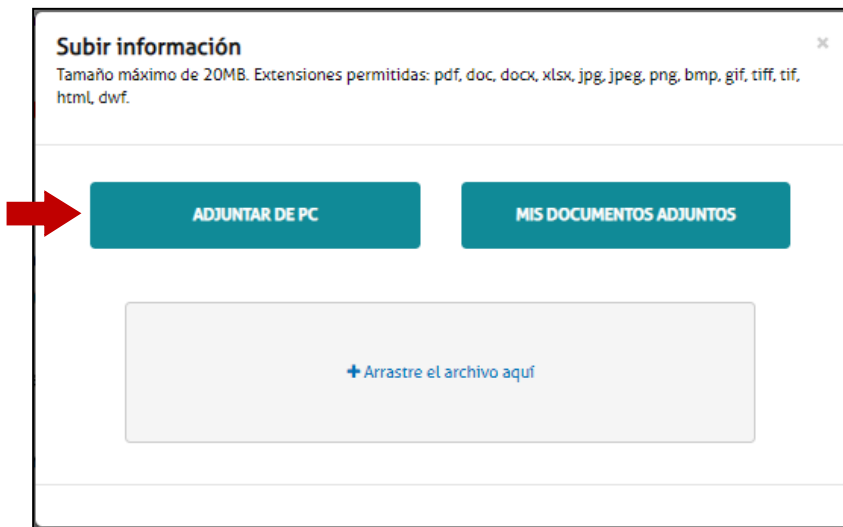 Subir información
×
Tamaño máximo de 20MB. Extensiones permitidas: pdf, doc, docx, xlsx, jpg, jpeg, png, bmp, gif, tiff, tif,
html, dwf.
ADJUNTAR DE PC
MIS DOCUMENTOS ADJUNTOS
+ Arrastre el archivo aquí